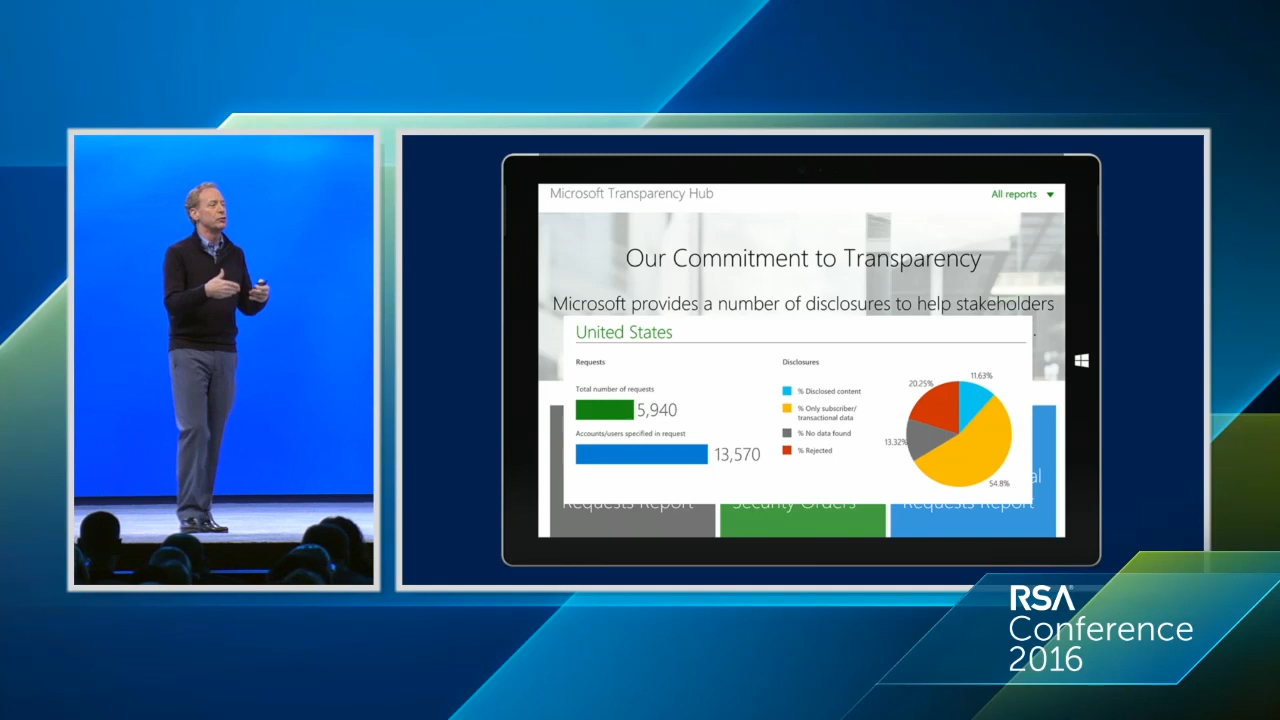 Microsoft Transparency Hub
All reports
Our Commitment to Transparency
Microsoft provides a number of disclosures to help stakeholders
United States
Requests
Total number of requests
5,940
Accounts/users specified in request
13,570
Disclosures
% Disclosed content
% Only subscriber/
transactional data
% No data found
% Rejected
11.63%
20.25%
13.32%
54.8%
Requests Report
Security Orders
Requests Report
RSA
Conference
2016